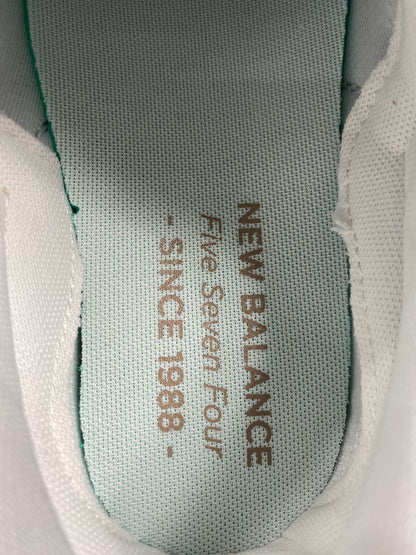 NEW BALANCE
Five Seven Four
- SINCE 1988 -